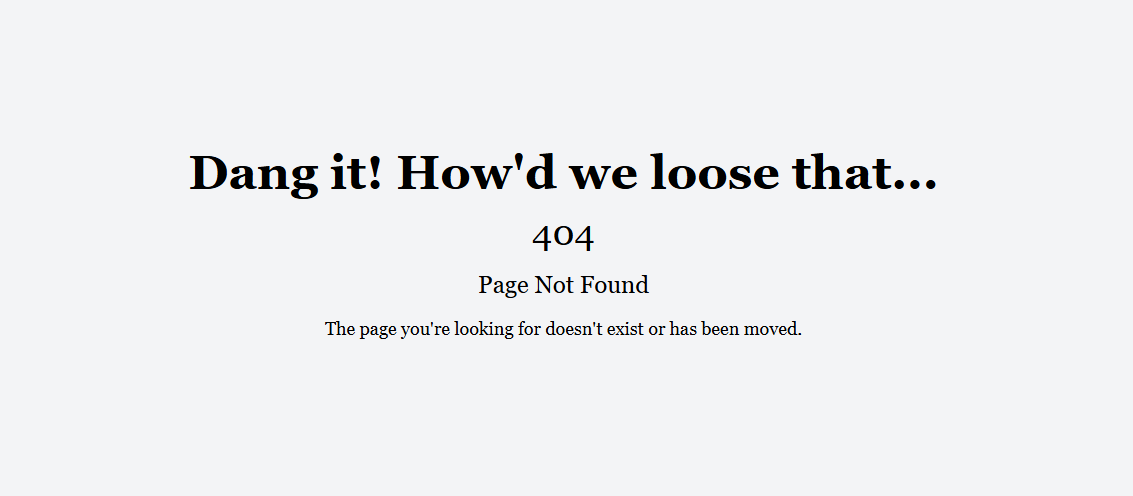 Dang it! How'd we loose that...
404
Page Not Found
The page you're looking for doesn't exist or has been moved.